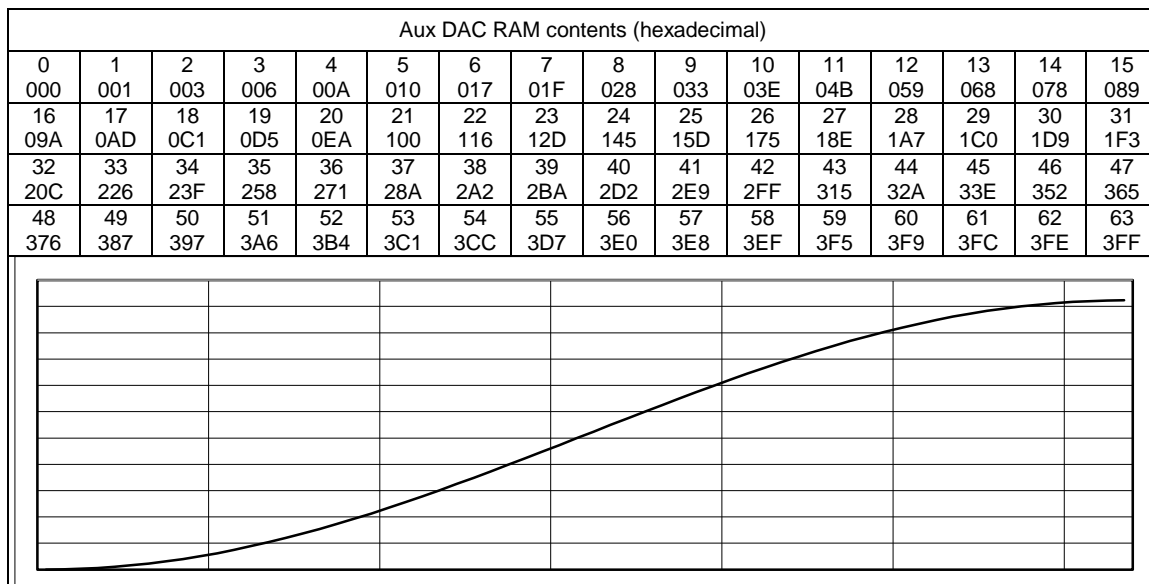 Aux DAC RAM contents (hexadecimal)
0 1 2 3 4 5 6 7 8 9 10 11 12 13 14 15
000 001 003 006 00A 010 017 01F 028 033 03E 04B 059 068 078 089
16 17 18 19 20 21 22 23 24 25 26 27 28 29 30 31
09A 0AD 0C1 0D5 0EA 100 116 12D 145 15D 175 18E 1A7 1C0 1D9 1F3
32 33 34 35 36 37 38 39 40 41 42 43 44 45 46 47
20C 226 23F 258 271 28A 2A2 2BA 2D2 2E9 2FF 315 32A 33E 352 365
48 49 50 51 52 53 54 55 56 57 58 59 60 61 62 63
376 387 397 3A6 3B4 3C1 3CC 3D7 3E0 3E8 3EF 3F5 3F9 3FC 3FE 3FF